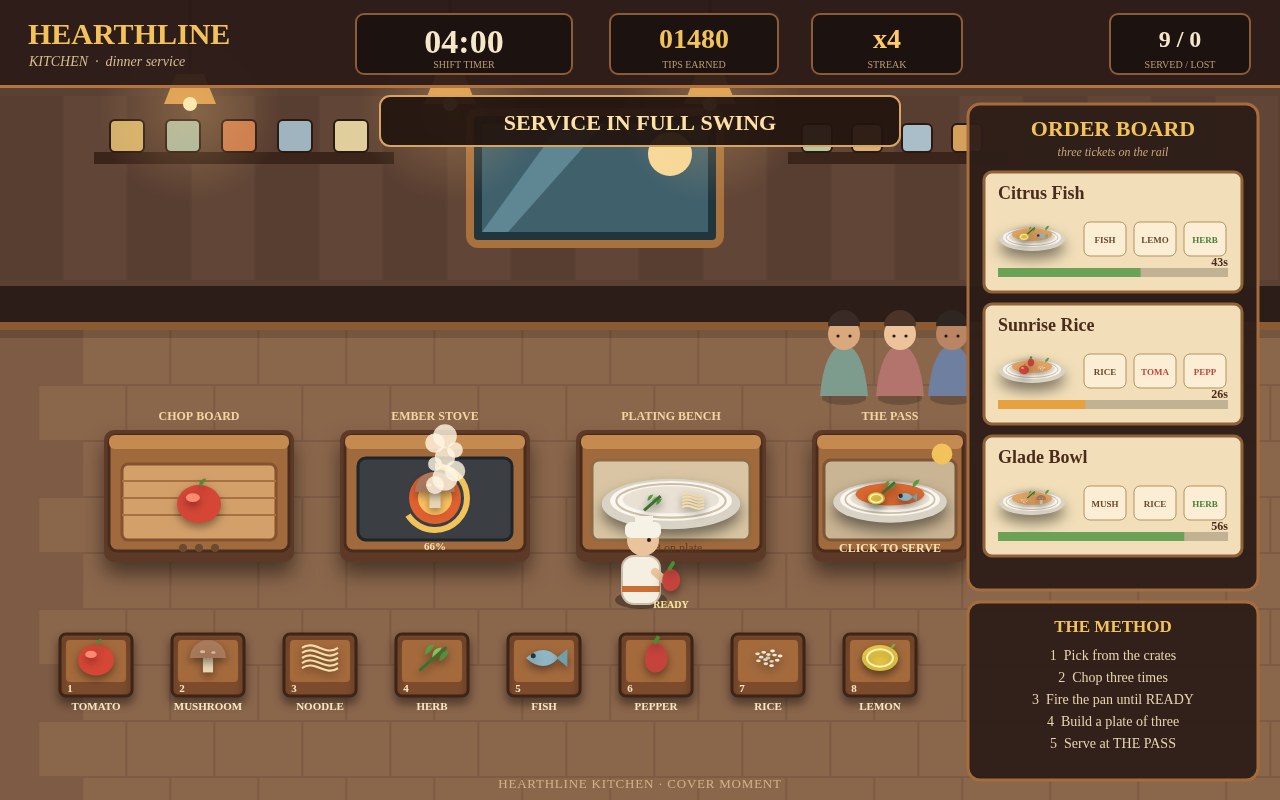 HEARTHLINE
KITCHEN · dinner service
04:00
SHIFT TIMER
01480
TIPS EARNED
x4
STREAK
9 / 0
SERVED / LOST
SERVICE IN FULL SWING
ORDER BOARD
three tickets on the rail
Citrus Fish
FISH LEMO HERB
43s
Sunrise Rice
RICE TOMA PEPP
26s
Glade Bowl
MUSH RICE HERB
56s
CHOP BOARD
EMBER STOVE
PLATING BENCH
THE PASS
66%
on plate
CLICK TO SERVE
READY
1
TOMATO
2
MUSHROOM
3
NOODLE
4
HERB
5
FISH
6
PEPPER
7
RICE
8
LEMON
THE METHOD
1 Pick from the crates
2 Chop three times
3 Fire the pan until READY
4 Build a plate of three
5 Serve at THE PASS
HEARTHLINE KITCHEN · COVER MOMENT